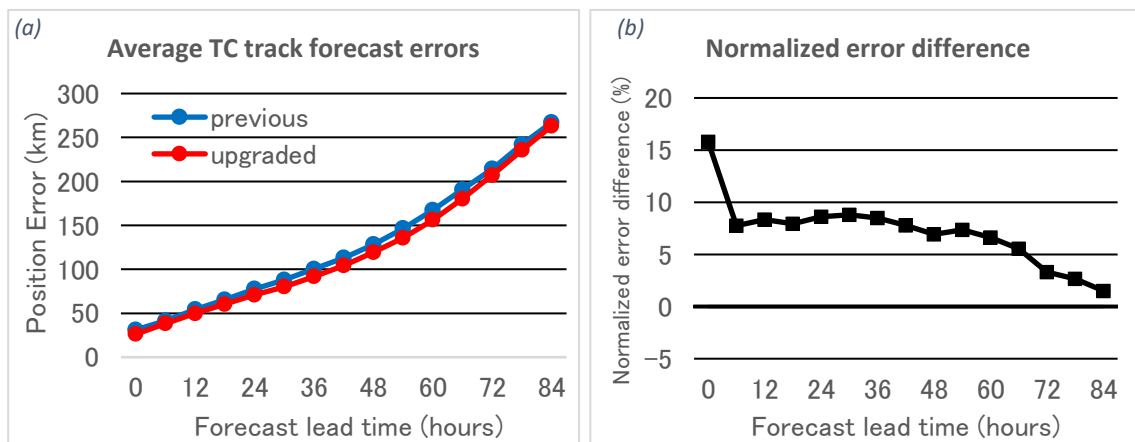 (a)
Average TC track forecast errors
Position Error (km)
300
250
200
150
100
50
0
previous
upgraded
0 12 24 36 48 60 72 84
Forecast lead time (hours)
(b)
Normalized error difference
Normalized error difference (%)
20
15
10
5
0
−5
0 12 24 36 48 60 72 84
Forecast lead time (hours)